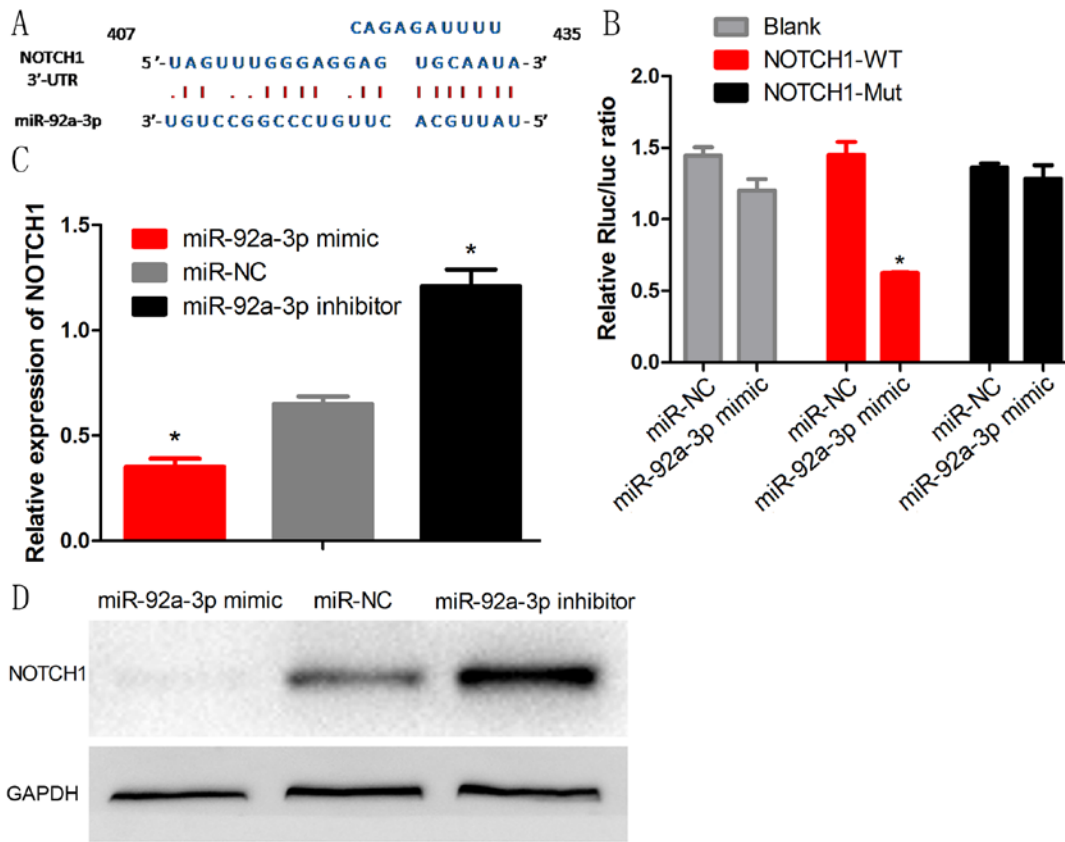 A
407 CAGAGAUUUU 435
NOTCH1 5'-UAGUUUGGGAGGAG UGCAAUA-3'
3'-UTR
miR-92a-3p 3'-UGUCCGGCCCUGUUC ACGUUAU-5'
B
Blank
NOTCH1-WT
NOTCH1-Mut
Relative Rluc/luc ratio
2.0
1.5
1.0
0.5
0.0
miR-NC
miR-92a-3p mimic
miR-NC
miR-92a-3p mimic
miR-NC
miR-92a-3p mimic
*
C
Relative expression of NOTCH1
1.5
1.0
0.5
0.0
miR-92a-3p mimic
miR-NC
miR-92a-3p inhibitor
*
*
D
miR-92a-3p mimic miR-NC miR-92a-3p inhibitor
NOTCH1
GAPDH